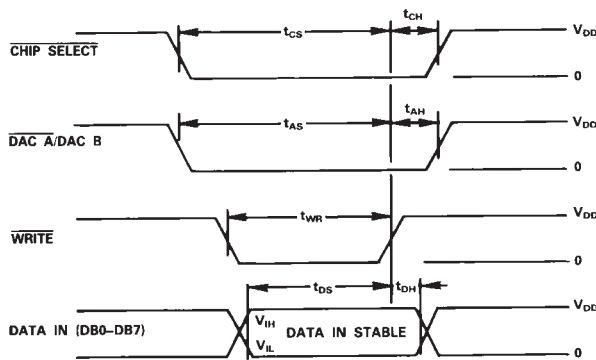 tCS tCH VDD
CHIP SELECT 0
tAS tAH VDD
DAC A/DAC B 0
tWR VDD
WRITE 0
tDS tDH VDD
DATA IN (DB0–DB7) VIH DATA IN STABLE
VIL 0